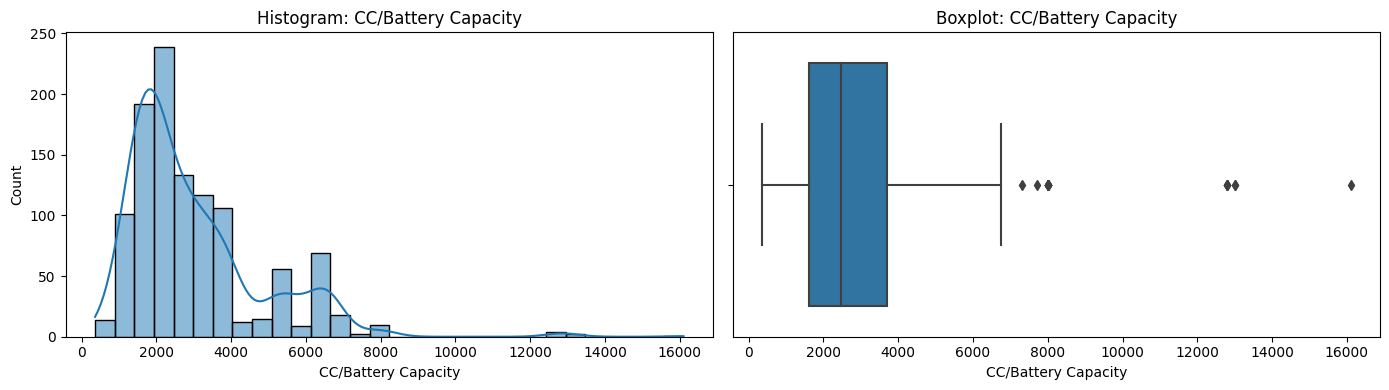 Histogram: CC/Battery Capacity
250
200
150
100
50
0
Count
0 2000 4000 6000 8000 10000 12000 14000 16000
CC/Battery Capacity
Boxplot: CC/Battery Capacity
0 2000 4000 6000 8000 10000 12000 14000 16000
CC/Battery Capacity